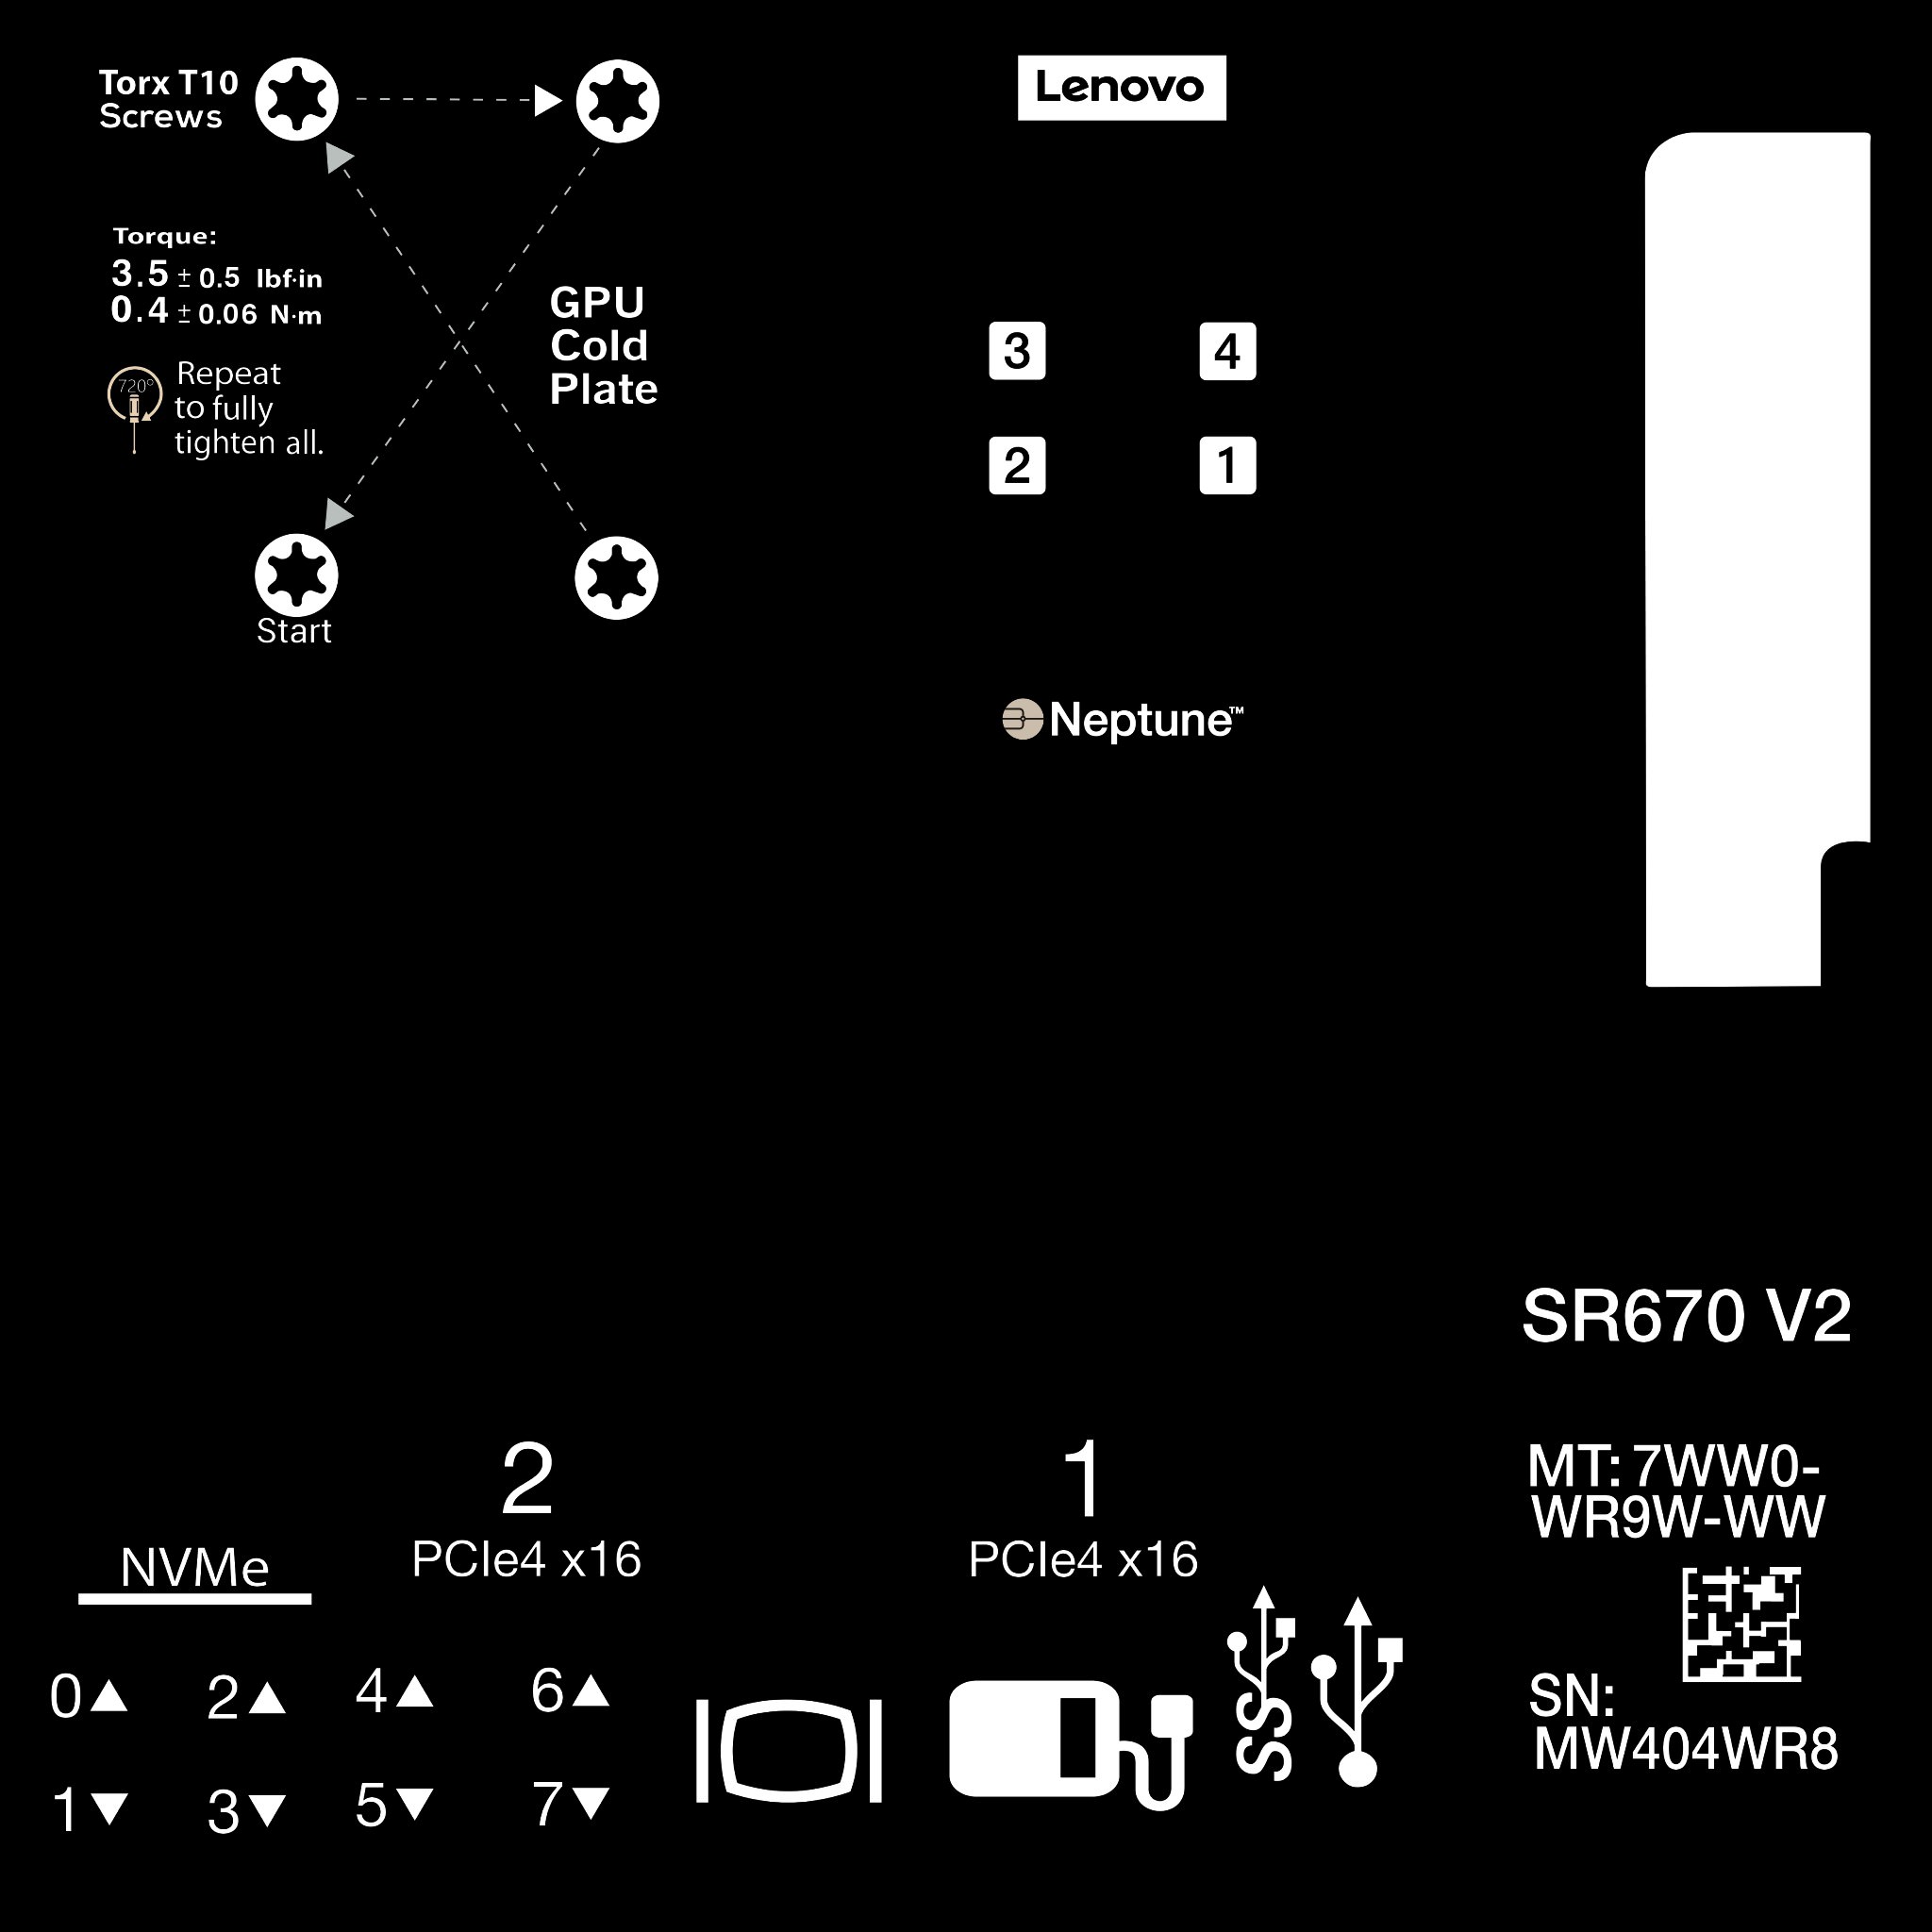 Torx T10
Screws
Lenovo
Torque:
3.5 ± 0.5 lbf·in
0.4 ± 0.06 N·m
720°
Repeat
to fully
tighten all.
GPU
Cold
Plate
3 4
2 1
Start
Neptune™
SR670 V2
2
PCIe4 x16
1
PCIe4 x16
MT: 7WW0-
WR9W-WW
NVMe
0▲ 2▲ 4▲ 6▲
1▼ 3▼ 5▼ 7▼
SS
SN:
MW404WR8